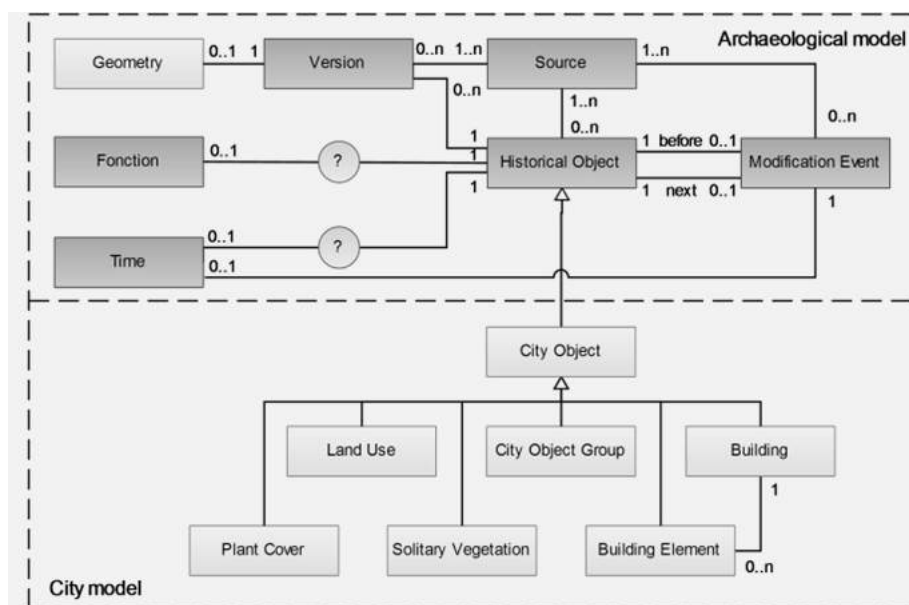 Archaeological model
Geometry
0..1
1
Version
0..n
1..n
Source
1..n
0..n
1..n
0..n
0..n
1
Fonction
0..1
?
1
Historical Object
1
before
0..1
Modification Event
1
next
0..1
1
1
Time
0..1
?
0..1
City Object
Land Use
City Object Group
Building
1
Plant Cover
Solitary Vegetation
Building Element
0..n
City model